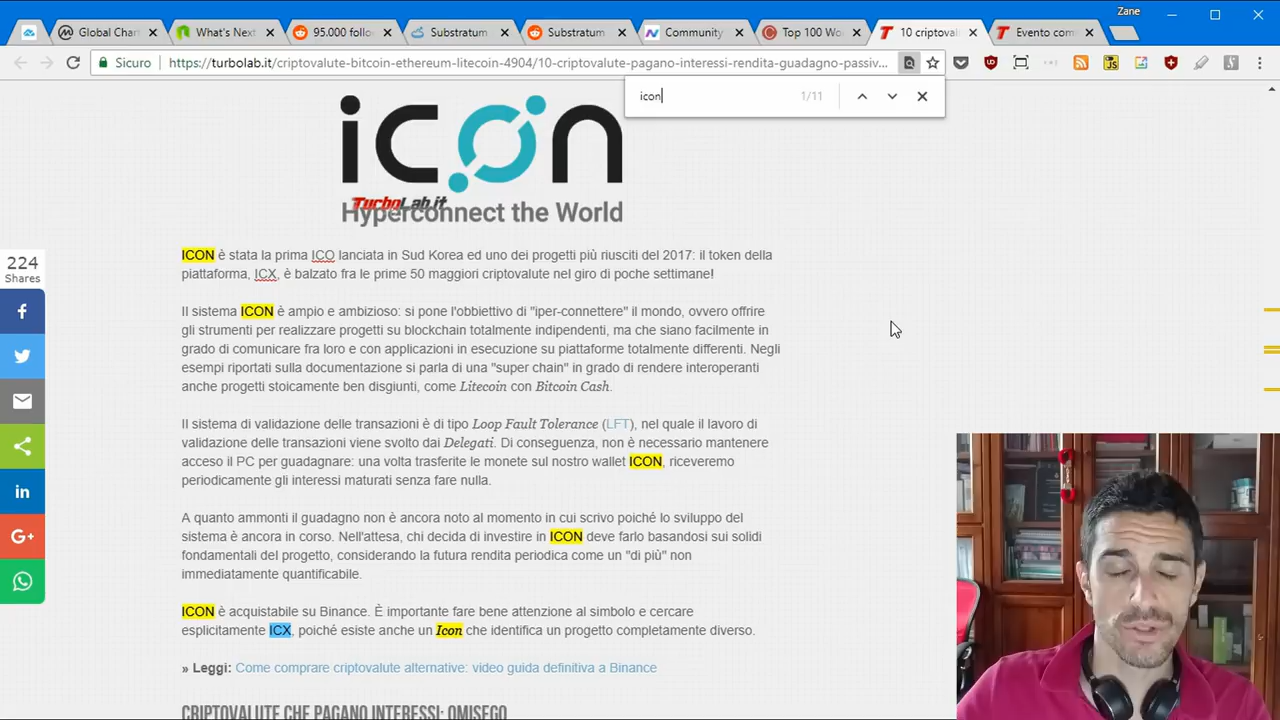 Zane
Global Char
What's Next
95.000 follo
Substratum
Substratum
Community
Top 100 Wo
10 criptoval
Evento com
Sicuro
https://turbolab.it/criptovalute-bitcoin-ethereum-litecoin-4904/10-criptovalute-pagano-interessi-rendita-guadagno-passiv...
icon
1/11
icon
TurboLab.it
Hyperconnect the World
224
Shares
ICON è stata la prima ICO lanciata in Sud Korea ed uno dei progetti più riusciti del 2017: il token della
piattaforma, ICX, è balzato fra le prime 50 maggiori criptovalute nel giro di poche settimane!
Il sistema ICON è ampio e ambizioso: si pone l'obbiettivo di "iper-connettere" il mondo, ovvero offrire
gli strumenti per realizzare progetti su blockchain totalmente indipendenti, ma che siano facilmente in
grado di comunicare fra loro e con applicazioni in esecuzione su piattaforme totalmente differenti. Negli
esempi riportati sulla documentazione si parla di una "super chain" in grado di rendere interoperanti
anche progetti stoicamente ben disgiunti, come Litecoin con Bitcoin Cash.
Il sistema di validazione delle transazioni è di tipo Loop Fault Tolerance (LFT), nel quale il lavoro di
validazione delle transazioni viene svolto dai Delegati. Di conseguenza, non è necessario mantenere
acceso il PC per guadagnare: una volta trasferite le monete sul nostro wallet ICON, riceveremo
periodicamente gli interessi maturati senza fare nulla.
A quanto ammonti il guadagno non è ancora noto al momento in cui scrivo poiché lo sviluppo del
sistema è ancora in corso. Nell'attesa, chi decida di investire in ICON deve farlo basandosi sui solidi
fondamentali del progetto, considerando la futura rendita periodica come un "di più" non
immediatamente quantificabile.
ICON è acquistabile su Binance. È importante fare bene attenzione al simbolo e cercare
esplicitamente ICX, poiché esiste anche un Icon che identifica un progetto completamente diverso.
» Leggi: Come comprare criptovalute alternative: video guida definitiva a Binance
CRIPTOVALUTE CHE PAGANO INTERESSI: OMISEGO